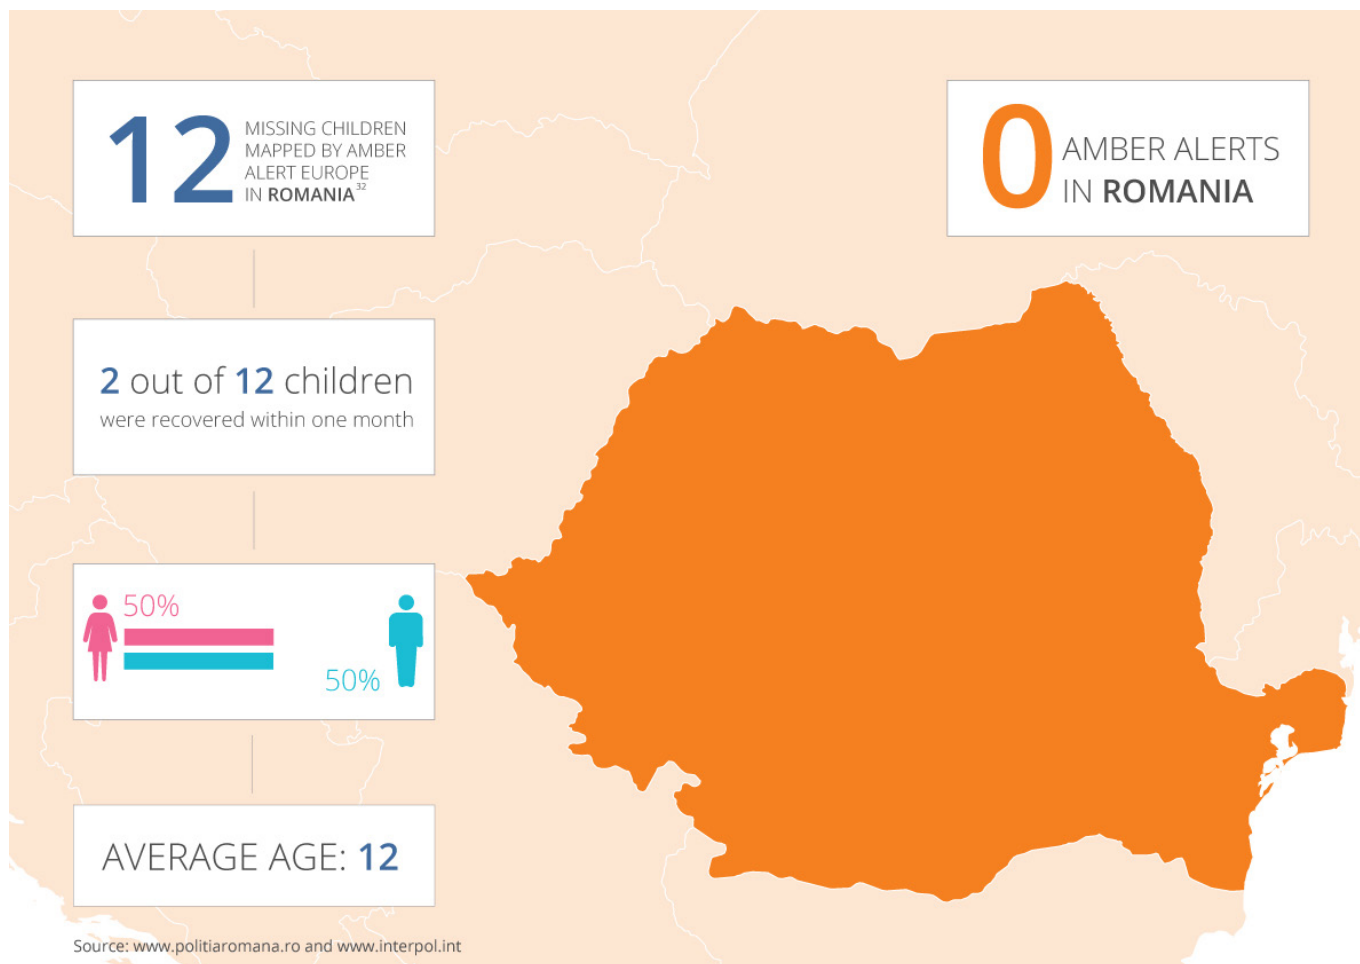 12
MISSING CHILDREN
MAPPED BY AMBER
ALERT EUROPE
IN ROMANIA32
0
AMBER ALERTS
IN ROMANIA
2 out of 12 children
were recovered within one month
50%
50%
AVERAGE AGE: 12
Source: www.politiaromana.ro and www.interpol.int